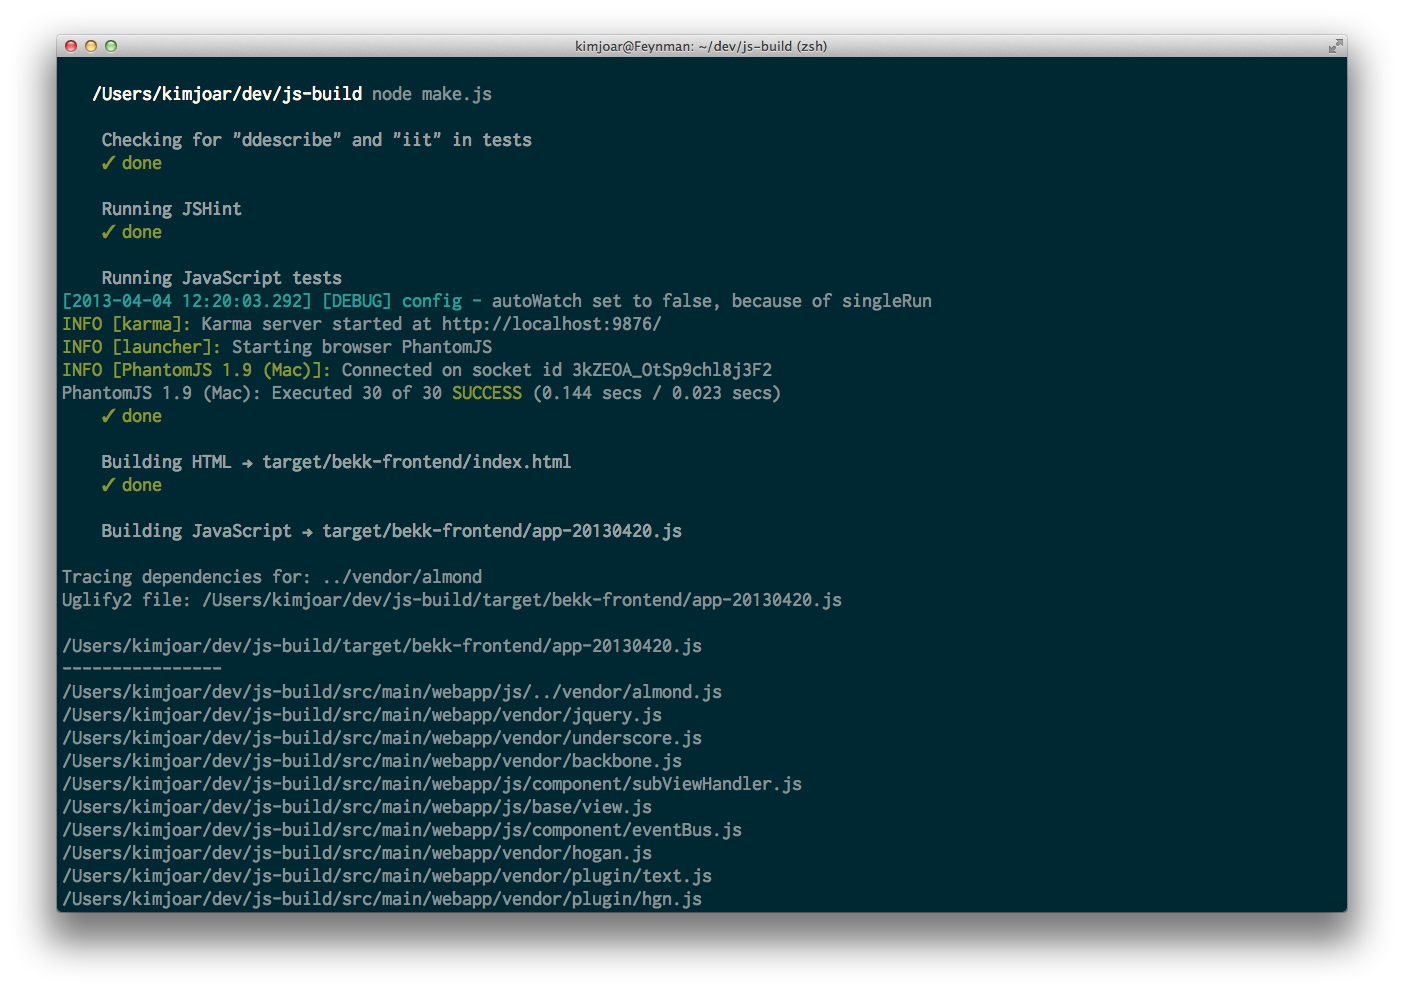 kimjoar@Feynman: ~/dev/js-build (zsh)
/Users/kimjoar/dev/js-build node make.js
Checking for "ddescribe" and "iit" in tests
✓ done
Running JSHint
✓ done
Running JavaScript tests
[2013-04-04 12:20:03.292] [DEBUG] config - autoWatch set to false, because of singleRun
INFO [karma]: Karma server started at http://localhost:9876/
INFO [launcher]: Starting browser PhantomJS
INFO [PhantomJS 1.9 (Mac)]: Connected on socket id 3kZEOA_OtSp9chl8j3F2
PhantomJS 1.9 (Mac): Executed 30 of 30 SUCCESS (0.144 secs / 0.023 secs)
✓ done
Building HTML → target/bekk-frontend/index.html
✓ done
Building JavaScript → target/bekk-frontend/app-20130420.js
Tracing dependencies for: ../vendor/almond
Uglify2 file: /Users/kimjoar/dev/js-build/target/bekk-frontend/app-20130420.js
/Users/kimjoar/dev/js-build/target/bekk-frontend/app-20130420.js
----------------
/Users/kimjoar/dev/js-build/src/main/webapp/js/../vendor/almond.js
/Users/kimjoar/dev/js-build/src/main/webapp/vendor/jquery.js
/Users/kimjoar/dev/js-build/src/main/webapp/vendor/underscore.js
/Users/kimjoar/dev/js-build/src/main/webapp/vendor/backbone.js
/Users/kimjoar/dev/js-build/src/main/webapp/js/component/subViewHandler.js
/Users/kimjoar/dev/js-build/src/main/webapp/js/base/view.js
/Users/kimjoar/dev/js-build/src/main/webapp/js/component/eventBus.js
/Users/kimjoar/dev/js-build/src/main/webapp/vendor/hogan.js
/Users/kimjoar/dev/js-build/src/main/webapp/vendor/plugin/text.js
/Users/kimjoar/dev/js-build/src/main/webapp/vendor/plugin/hgn.js